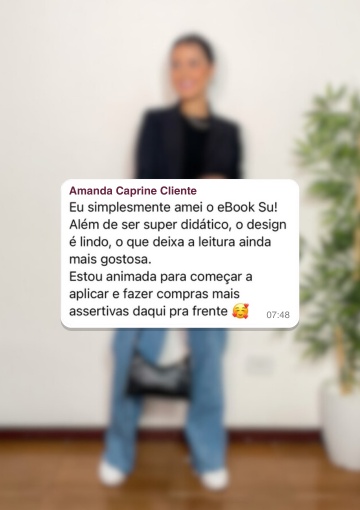 Amanda Caprine Cliente
Eu simplesmente amei o eBook Su!
Além de ser super didático, o design
é lindo, o que deixa a leitura ainda
mais gostosa.
Estou animada para começar a
aplicar e fazer compras mais
assertivas daqui pra frente 🥰
07:48